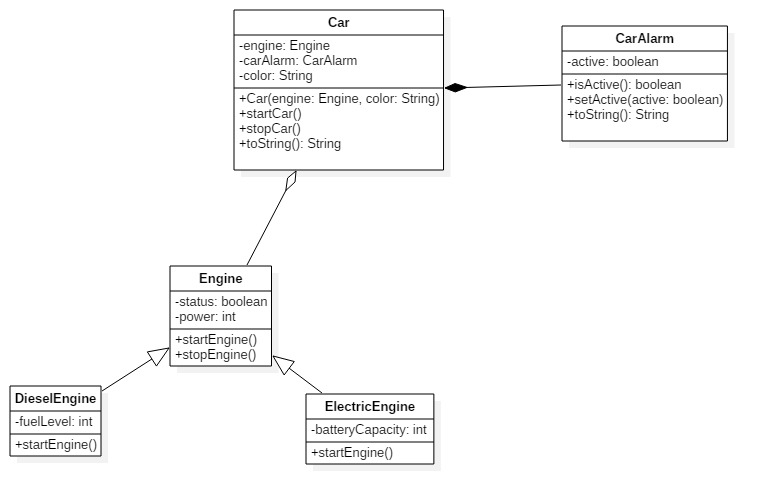 Car
-engine: Engine
-carAlarm: CarAlarm
-color: String
+Car(engine: Engine, color: String)
+startCar()
+stopCar()
+toString(): String
CarAlarm
-active: boolean
+isActive(): boolean
+setActive(active: boolean)
+toString(): String
Engine
-status: boolean
-power: int
+startEngine()
+stopEngine()
DieselEngine
-fuelLevel: int
+startEngine()
ElectricEngine
-batteryCapacity: int
+startEngine()